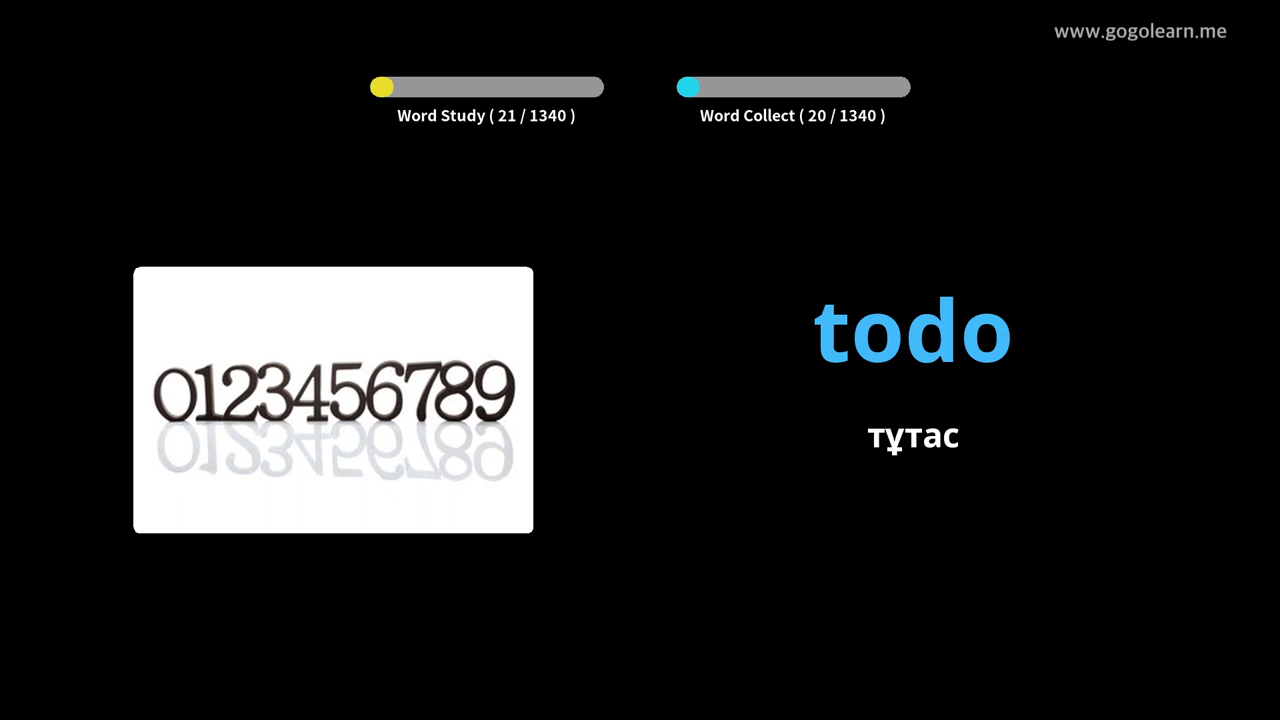 www.gogolearn.me
Word Study ( 21 / 1340 )
Word Collect ( 20 / 1340 )
0123456789
todo
тұтас